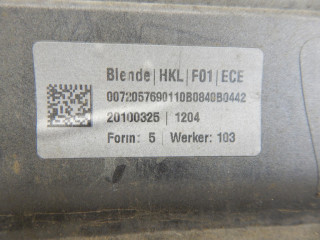 Blende|HKL|F01|ECE
0072057690110B0840B0442
20100325 | 1204
Form: 5 | Werker: 103